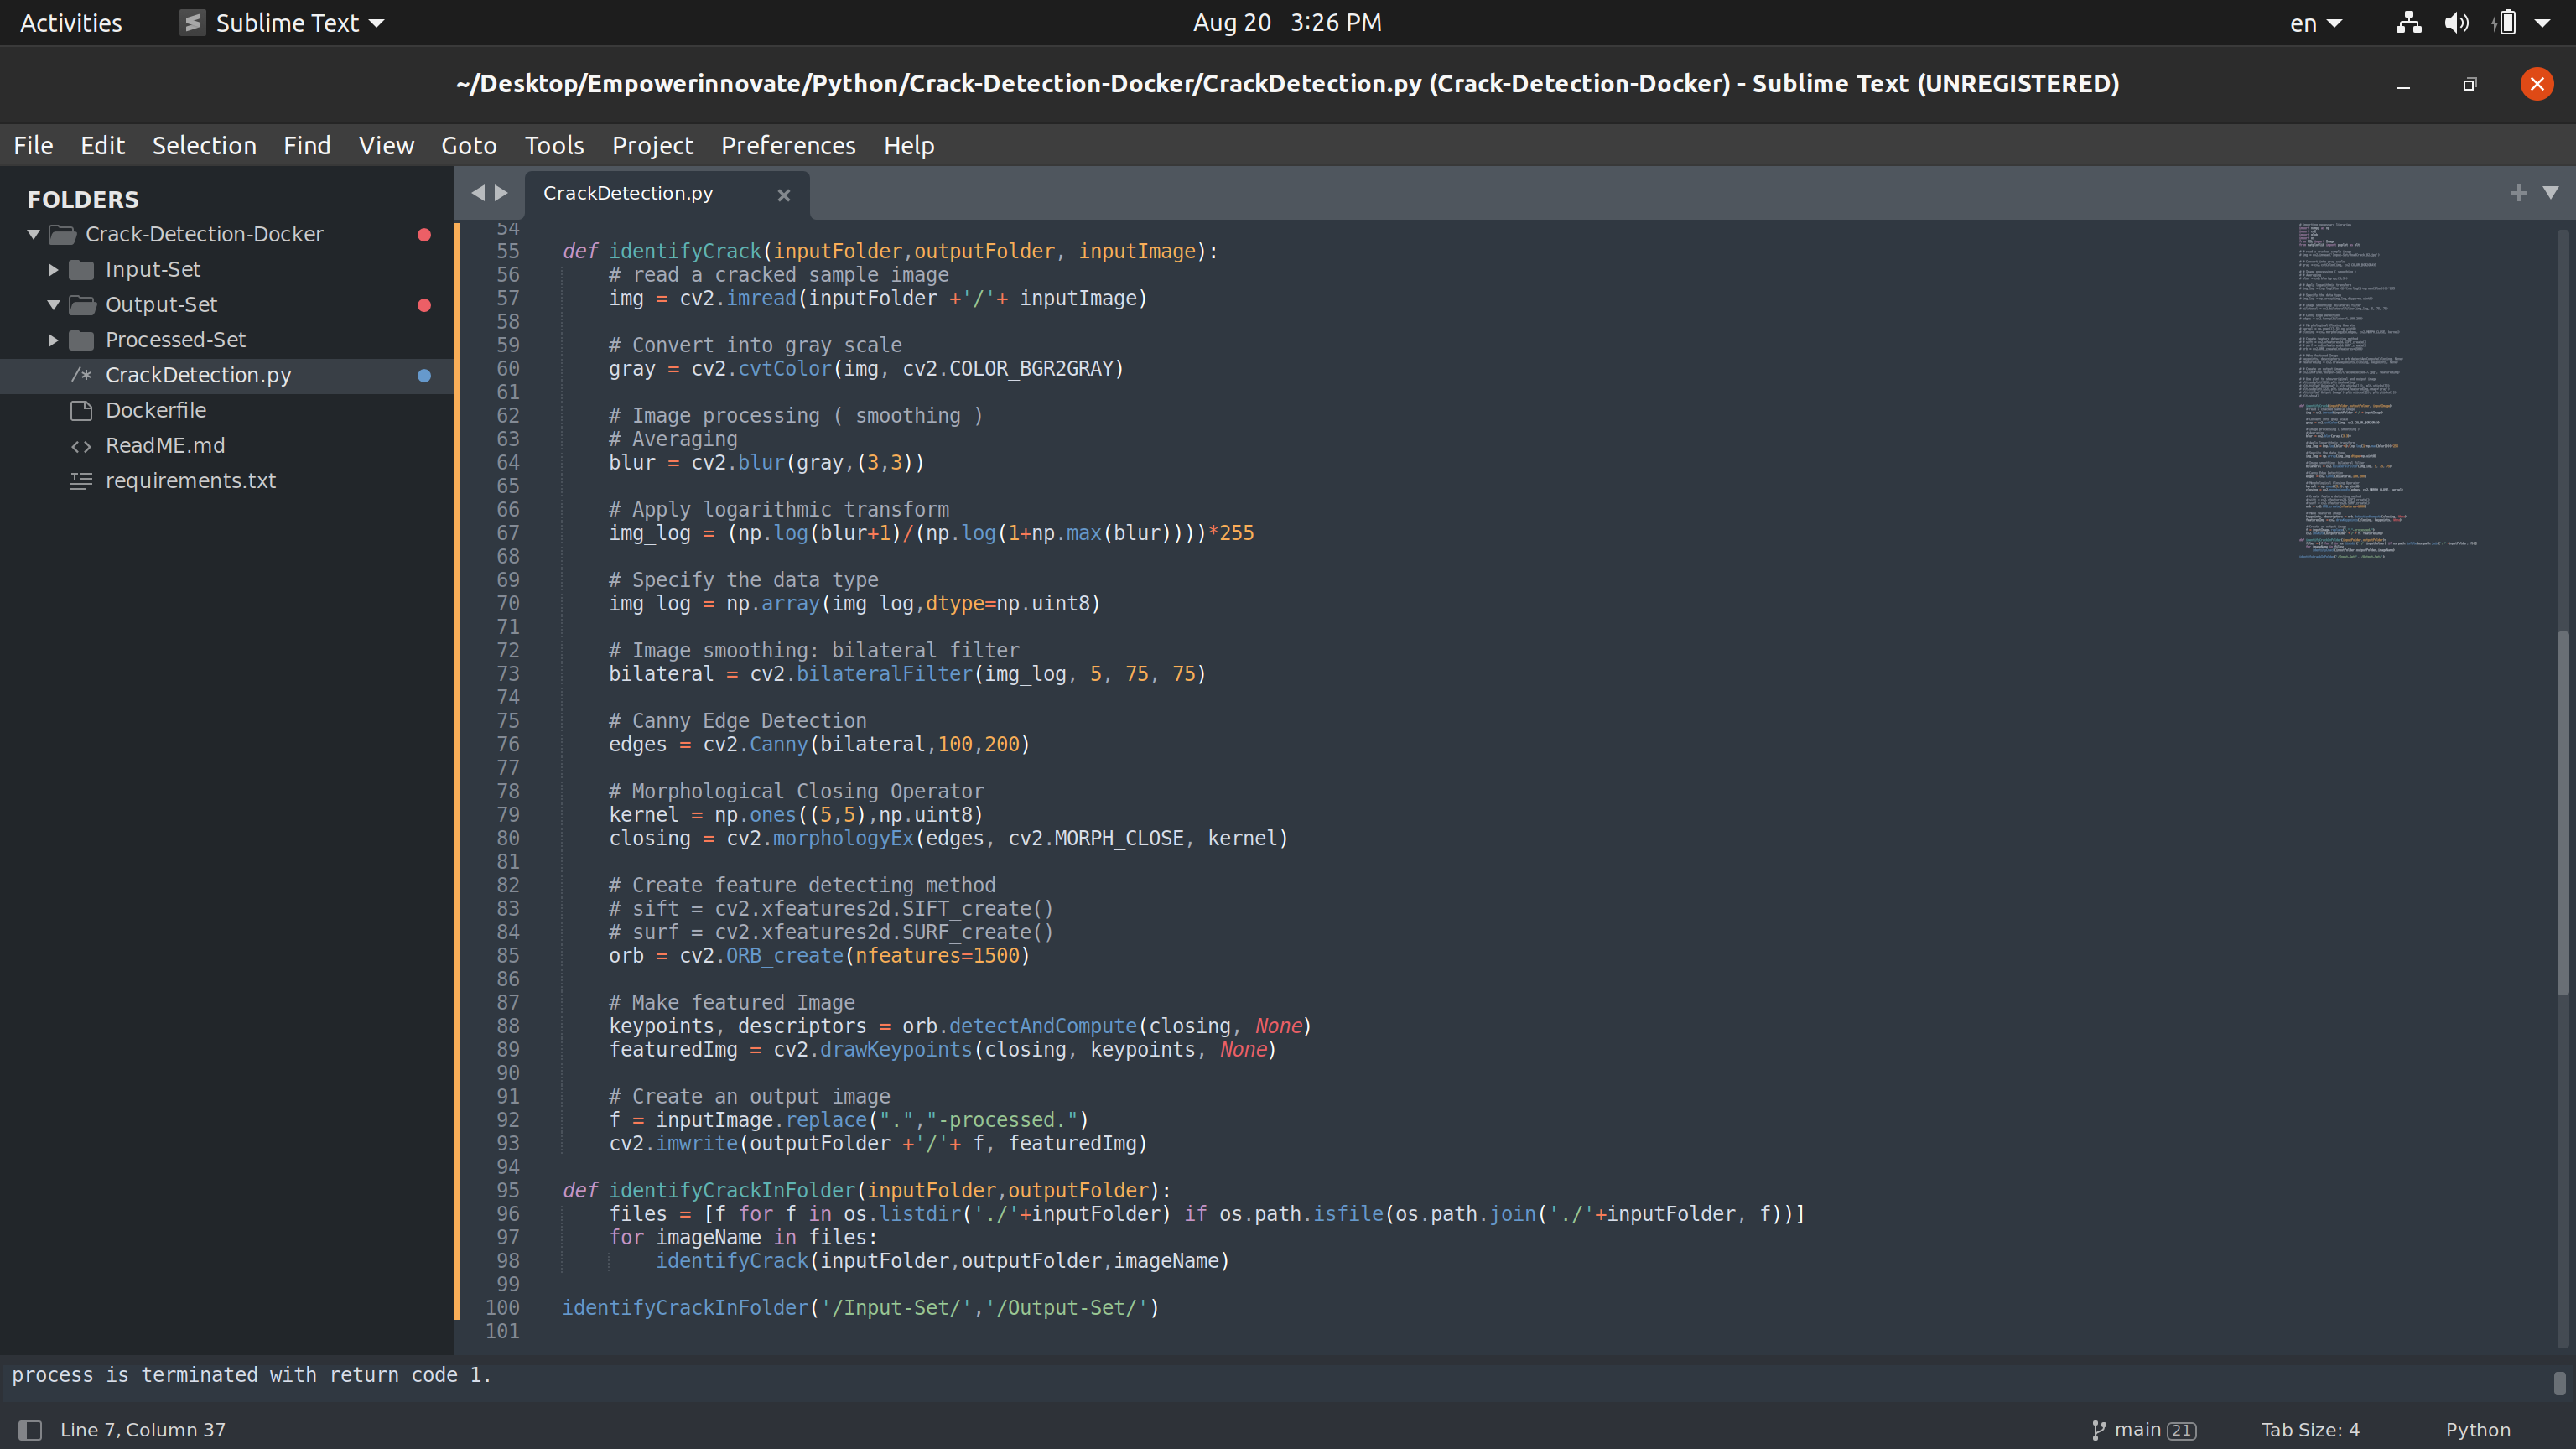 Activities Sublime Text Aug 20 3:26 PM en
~/Desktop/Empowerinnovate/Python/Crack-Detection-Docker/CrackDetection.py (Crack-Detection-Docker) - Sublime Text (UNREGISTERED)
File Edit Selection Find View Goto Tools Project Preferences Help
FOLDERS
Crack-Detection-Docker
Input-Set
Output-Set
Processed-Set
CrackDetection.py
Dockerfile
ReadME.md
requirements.txt
CrackDetection.py
54
55 def identifyCrack(inputFolder,outputFolder, inputImage):
56     # read a cracked sample image
57     img = cv2.imread(inputFolder +'/'+ inputImage)
58
59     # Convert into gray scale
60     gray = cv2.cvtColor(img, cv2.COLOR_BGR2GRAY)
61
62     # Image processing ( smoothing )
63     # Averaging
64     blur = cv2.blur(gray,(3,3))
65
66     # Apply logarithmic transform
67     img_log = (np.log(blur+1)/(np.log(1+np.max(blur))))*255
68
69     # Specify the data type
70     img_log = np.array(img_log,dtype=np.uint8)
71
72     # Image smoothing: bilateral filter
73     bilateral = cv2.bilateralFilter(img_log, 5, 75, 75)
74
75     # Canny Edge Detection
76     edges = cv2.Canny(bilateral,100,200)
77
78     # Morphological Closing Operator
79     kernel = np.ones((5,5),np.uint8)
80     closing = cv2.morphologyEx(edges, cv2.MORPH_CLOSE, kernel)
81
82     # Create feature detecting method
83     # sift = cv2.xfeatures2d.SIFT_create()
84     # surf = cv2.xfeatures2d.SURF_create()
85     orb = cv2.ORB_create(nfeatures=1500)
86
87     # Make featured Image
88     keypoints, descriptors = orb.detectAndCompute(closing, None)
89     featuredImg = cv2.drawKeypoints(closing, keypoints, None)
90
91     # Create an output image
92     f = inputImage.replace(".","-processed.")
93     cv2.imwrite(outputFolder +'/'+ f, featuredImg)
94
95 def identifyCrackInFolder(inputFolder,outputFolder):
96     files = [f for f in os.listdir('./'+inputFolder) if os.path.isfile(os.path.join('./'+inputFolder, f))]
97     for imageName in files:
98         identifyCrack(inputFolder,outputFolder,imageName)
99
100 identifyCrackInFolder('/Input-Set/','/Output-Set/')
101
process is terminated with return code 1.
Line 7, Column 37 main 21 Tab Size: 4 Python